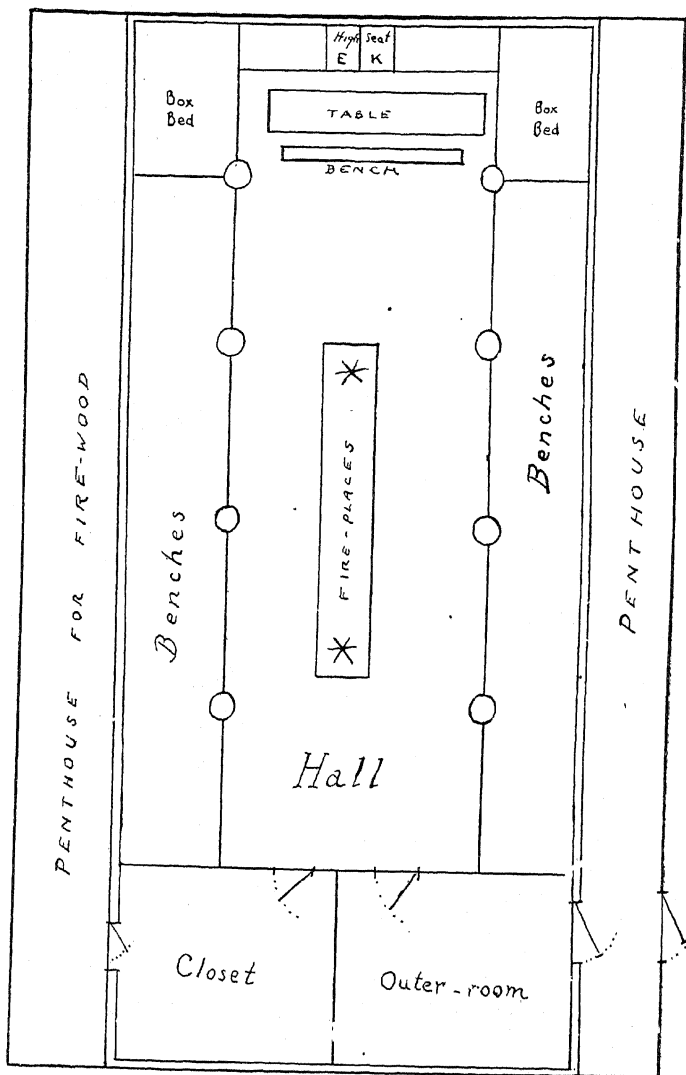 High Seat
E K
Box
Bed
TABLE
Box
Bed
BENCH
PENTHOUSE FOR FIRE-WOOD
Benches
FIRE-PLACES
Benches
PENTHOUSE
Hall
Closet
Outer-room